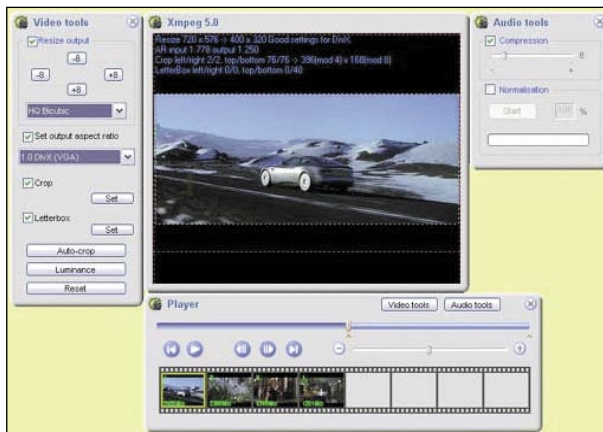 Video tools
Resize output
-8
-8
+8
+8
HQ Bicubic
Set output aspect ratio
1.0 DivX (VGA)
Crop
Set
Letterbox
Set
Auto-crop
Luminance
Reset
Xmpeg 5.0
Resize 720 x 576 -> 400 x 320 Good settings for DivX
AR input 1.778 output 1.250
Crop left/right 2/2, top/bottom 76/76 -> 396(mod 4) x 168(mod 8)
LetterBox left/right 0/0, top/bottom 0/40
Audio tools
Compression
-
+
Normalisation
Start
%
Player
Video tools
Audio tools